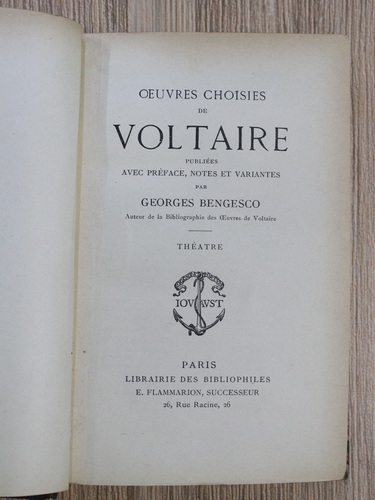 ŒUVRES CHOISIES
DE
VOLTAIRE
PUBLIÉES
AVEC PRÉFACE, NOTES ET VARIANTES
PAR
GEORGES BENGESCO
Auteur de la Bibliographie des Œuvres de Voltaire
THÉATRE
IOVAVST
PARIS
LIBRAIRIE DES BIBLIOPHILES
E. FLAMMARION, SUCCESSEUR
26, Rue Racine, 26